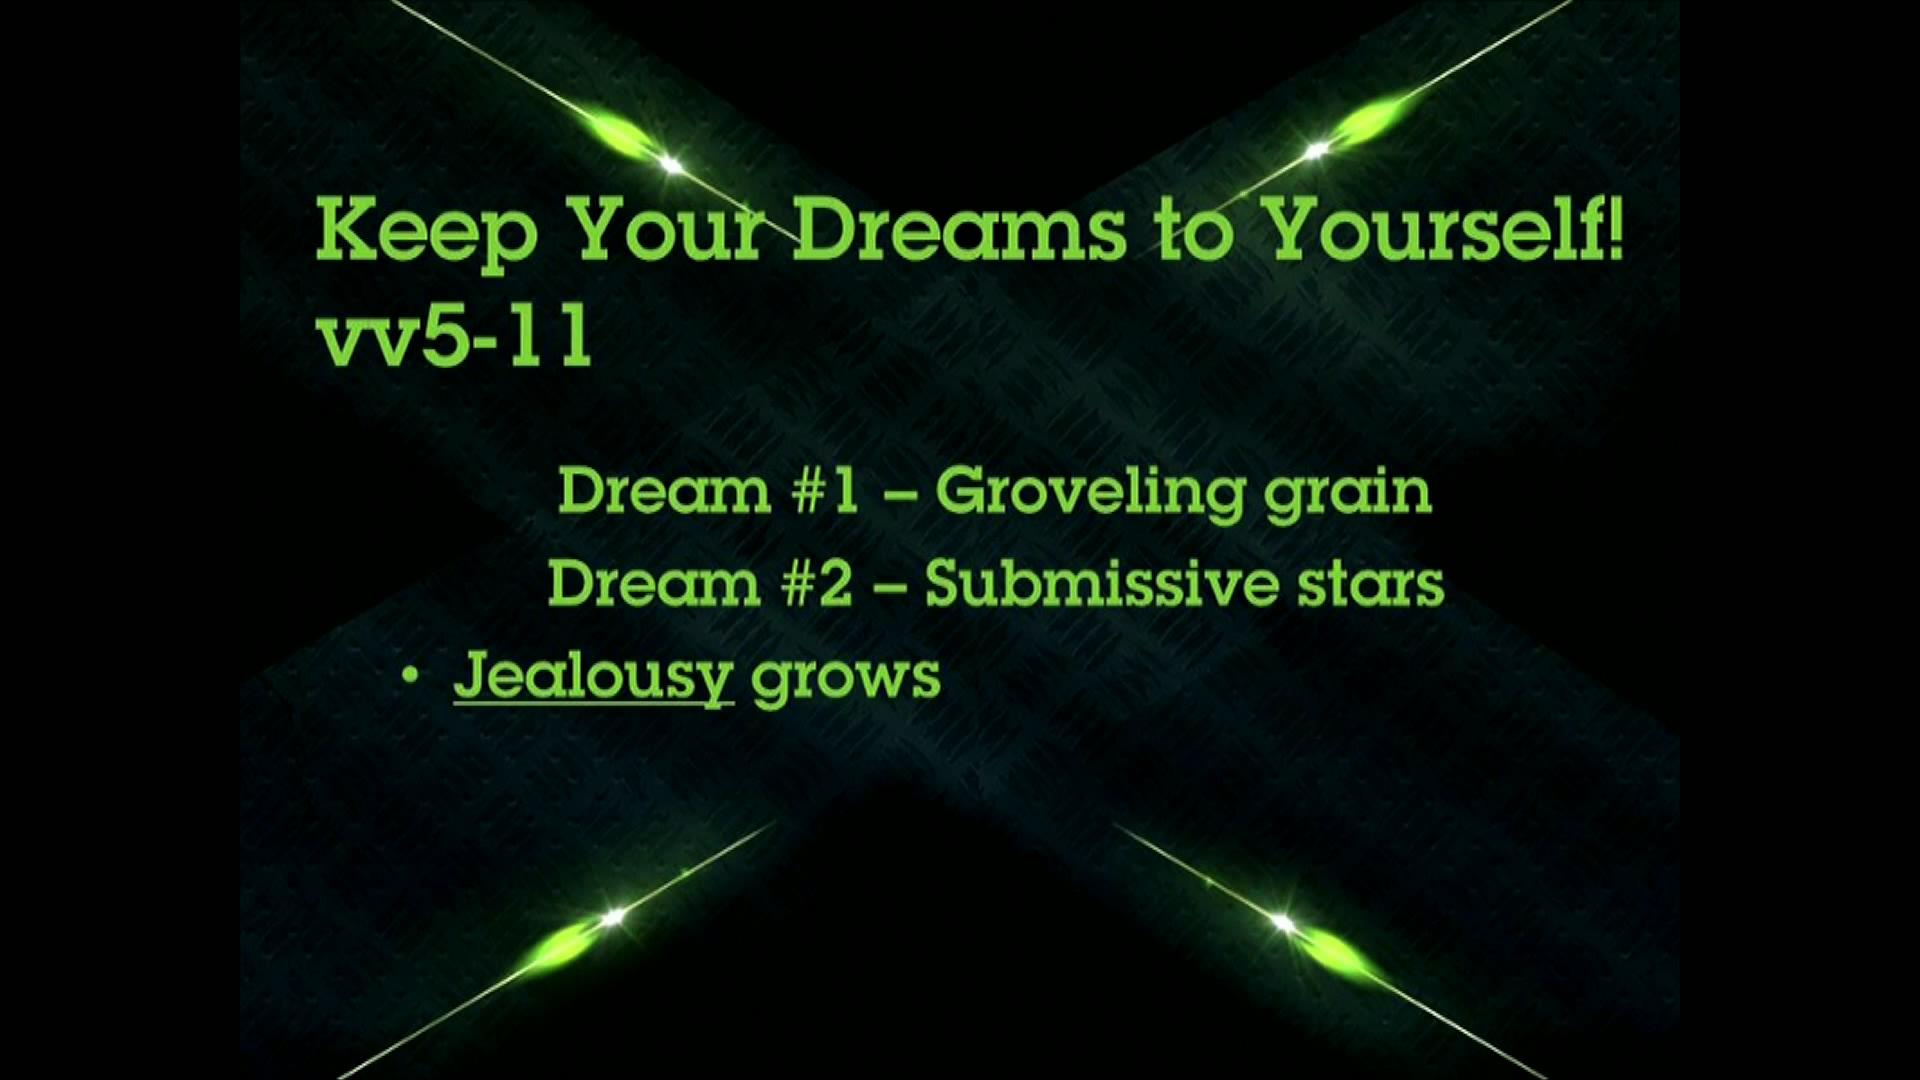 Keep Your Dreams to Yourself!
vv5-11
Dream #1 – Groveling grain
Dream #2 – Submissive stars
• Jealousy grows